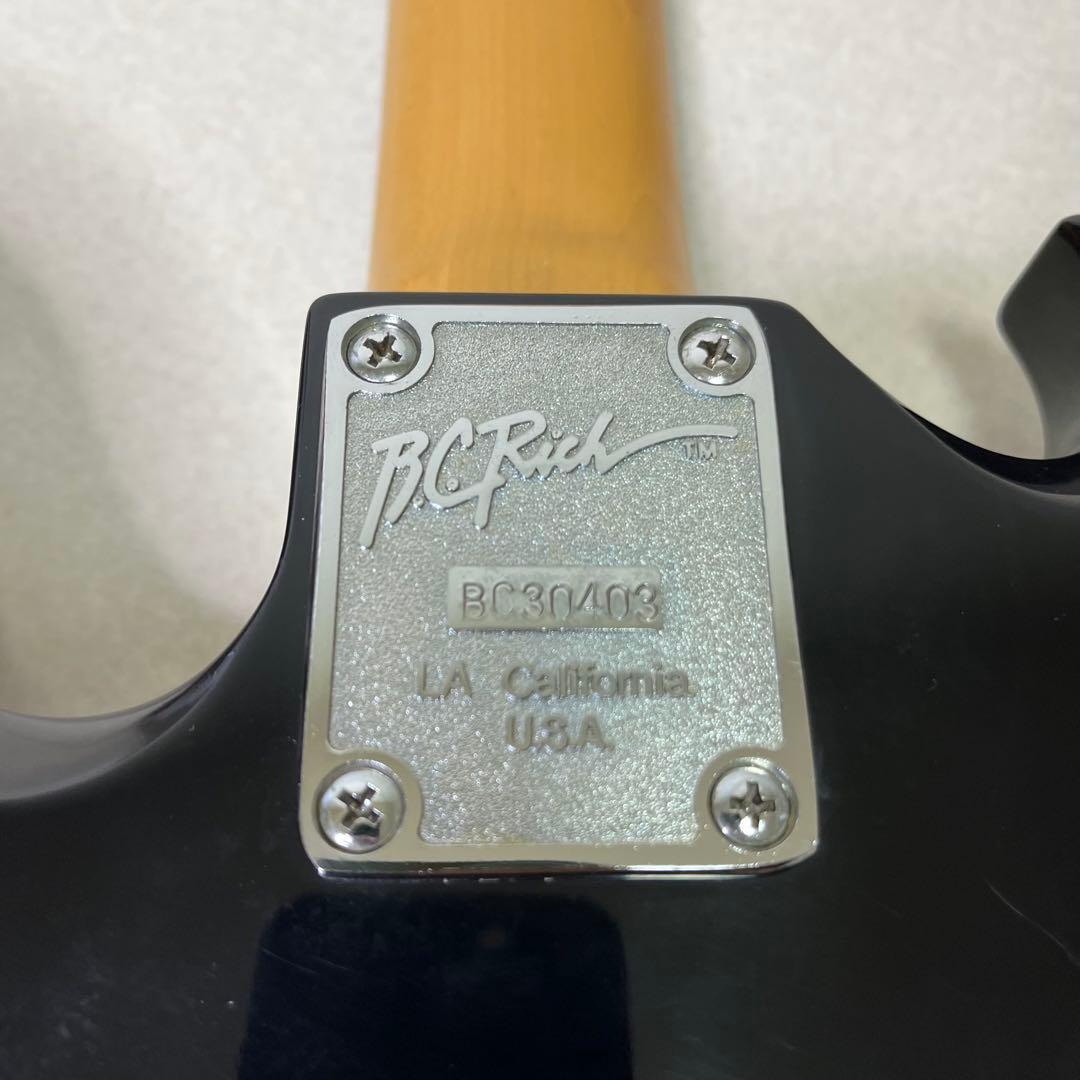 B.C.Rich ™
BC30403
LA California.
U.S.A.